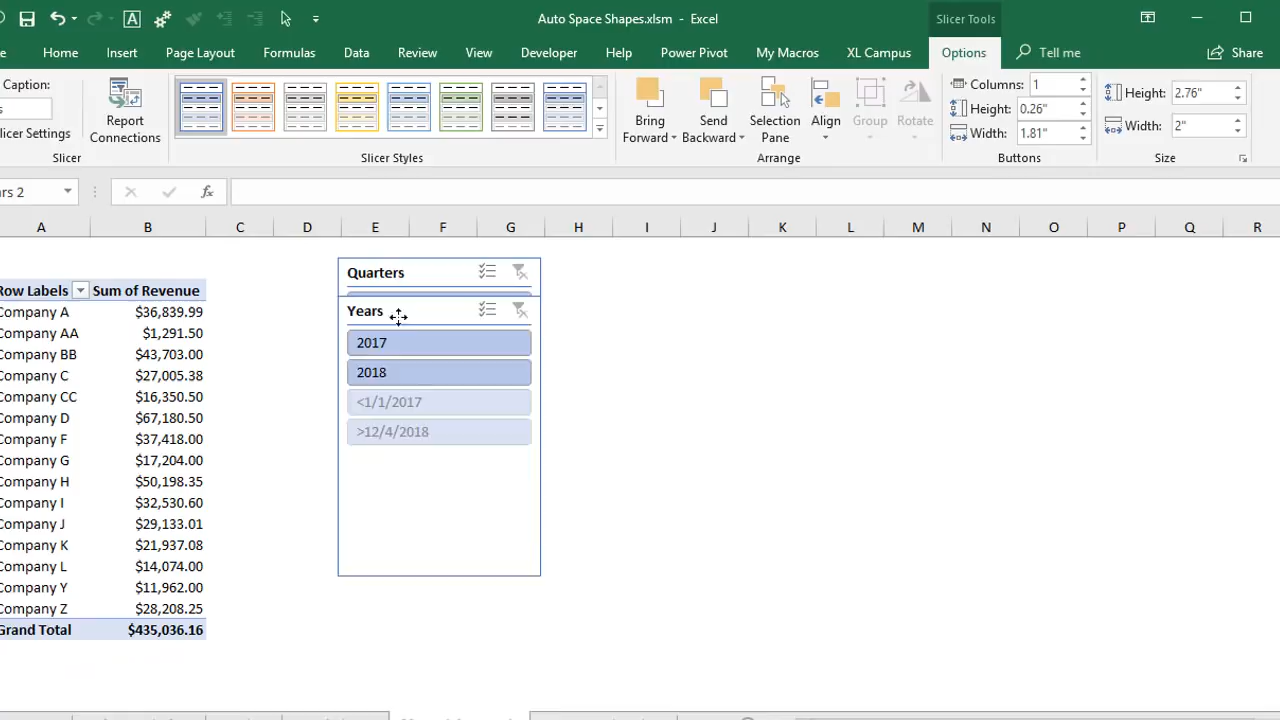 Auto Space Shapes.xlsm - Excel
Slicer Tools
Home Insert Page Layout Formulas Data Review View Developer Help Power Pivot My Macros XL Campus Options Tell me Share
Caption:
Report Connections
licer Settings
Slicer
Slicer Styles
Bring Forward
Send Backward
Selection Pane
Align
Group
Rotate
Arrange
Columns: 1
Height: 0.26"
Width: 1.81"
Buttons
Height: 2.76"
Width: 2"
Size
rs 2
fx
A B C D E F G H I J K L M N O P Q R
Row Labels Sum of Revenue
Company A $36,839.99
Company AA $1,291.50
Company BB $43,703.00
Company C $27,005.38
Company CC $16,350.50
Company D $67,180.50
Company F $37,418.00
Company G $17,204.00
Company H $50,198.35
Company I $32,530.60
Company J $29,133.01
Company K $21,937.08
Company L $14,074.00
Company Y $11,962.00
Company Z $28,208.25
Grand Total $435,036.16
Quarters
Years
2017
2018
<1/1/2017
>12/4/2018